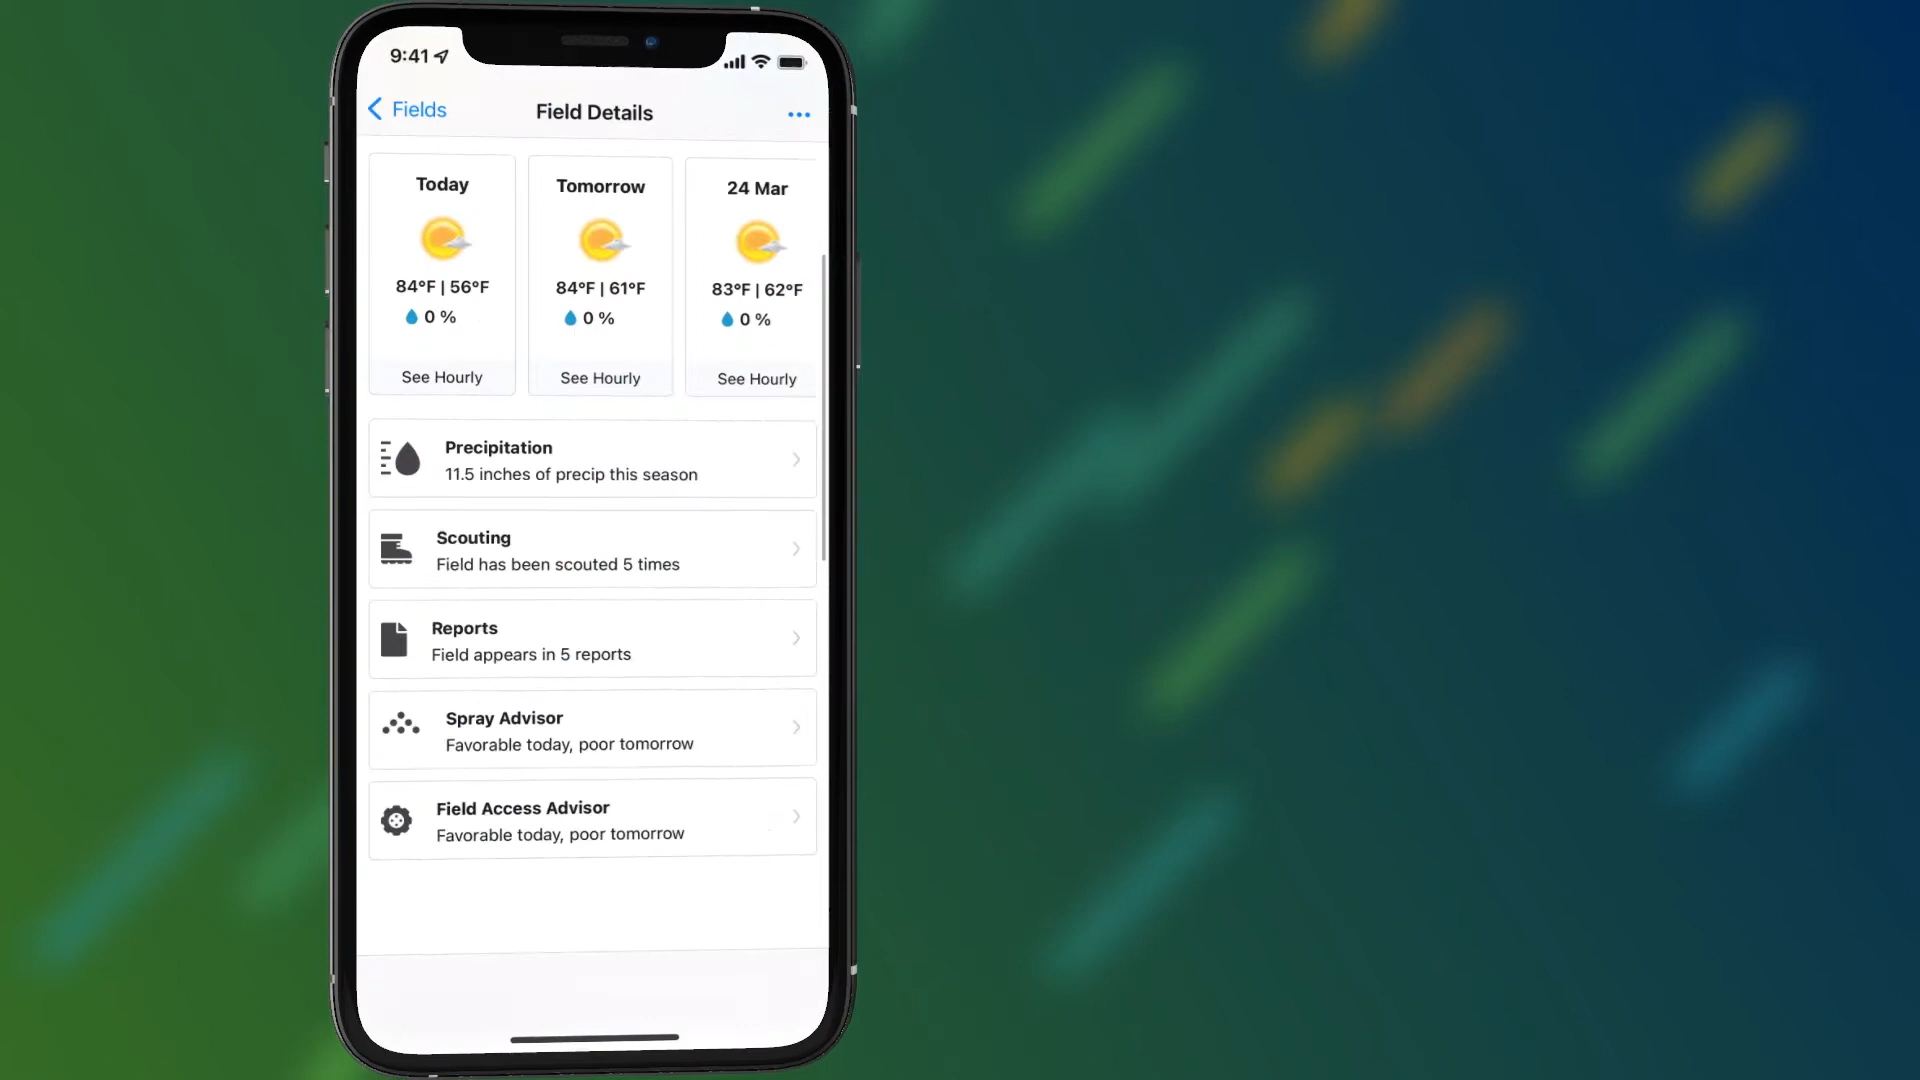 9:41
Fields
Field Details
Today
Tomorrow
24 Mar
84°F | 56°F
84°F | 61°F
83°F | 62°F
0 %
0 %
0 %
See Hourly
See Hourly
See Hourly
Precipitation
11.5 inches of precip this season
Scouting
Field has been scouted 5 times
Reports
Field appears in 5 reports
Spray Advisor
Favorable today, poor tomorrow
Field Access Advisor
Favorable today, poor tomorrow